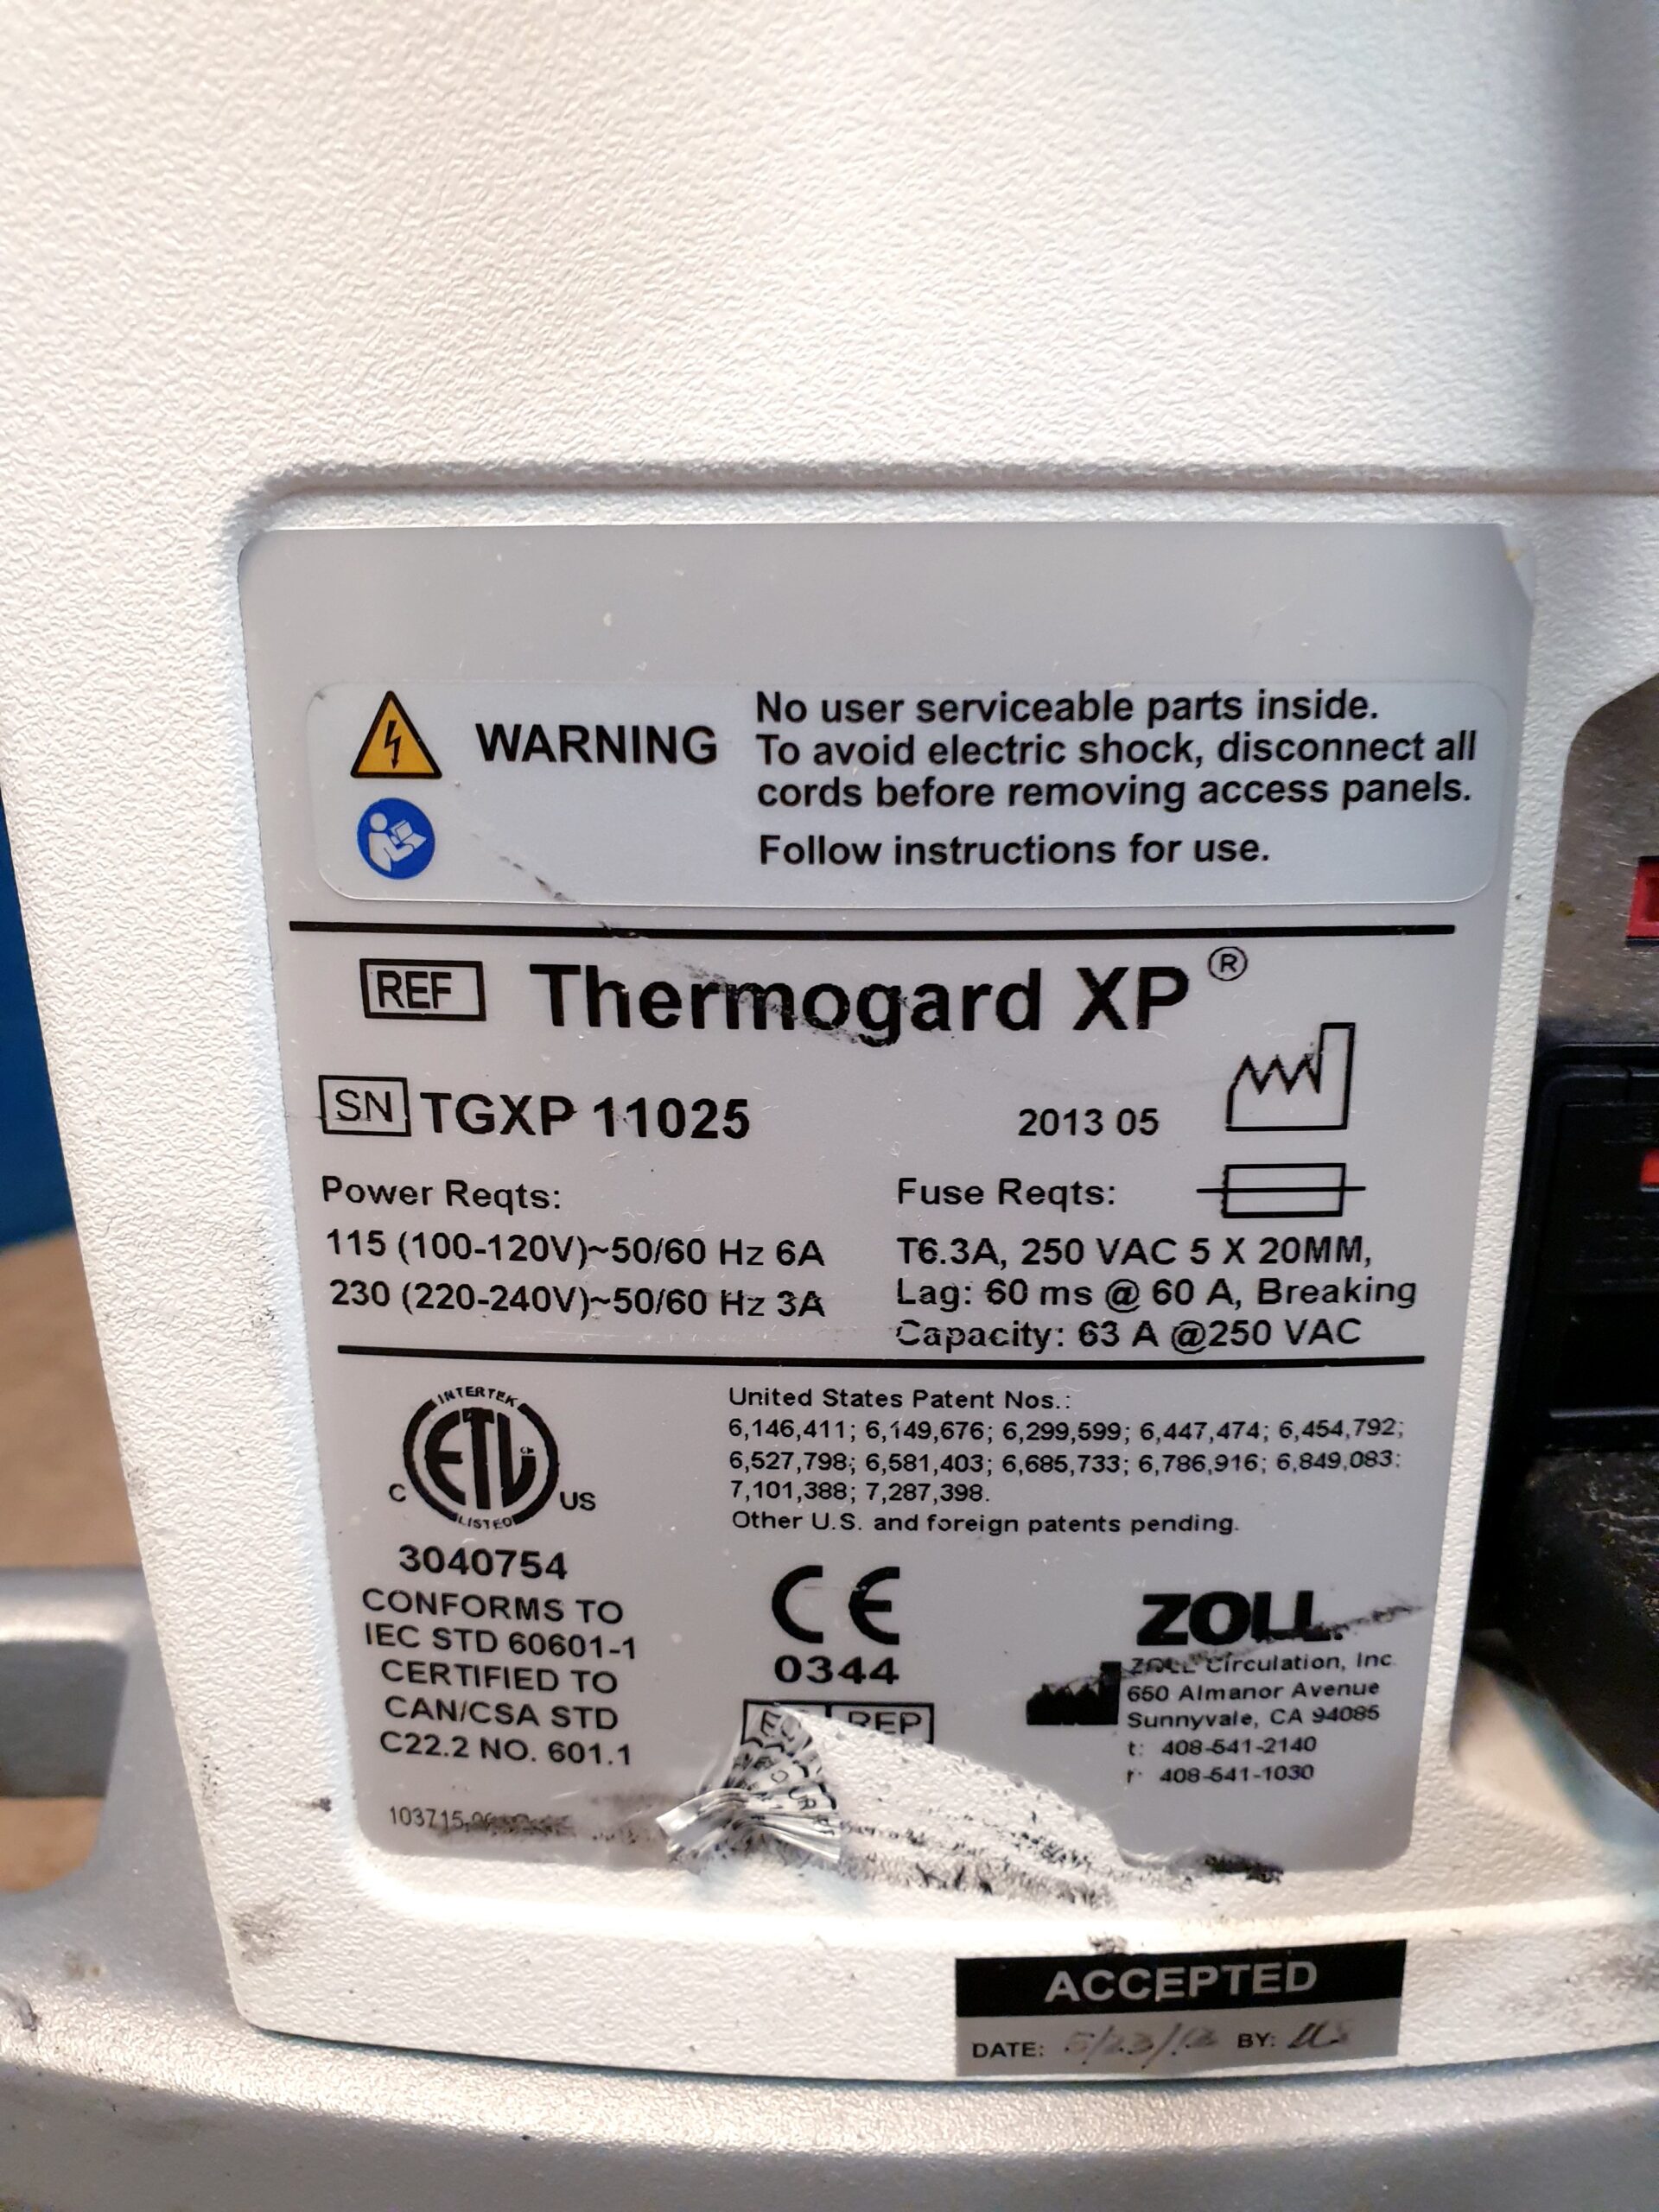 WARNING
No user serviceable parts inside.
To avoid electric shock, disconnect all
cords before removing access panels.
Follow instructions for use.
REF Thermogard XP®
SN TGXP 11025
2013 05
Power Reqts:
115 (100-120V)~50/60 Hz 6A
230 (220-240V)~50/60 Hz 3A
Fuse Reqts:
T6.3A, 250 VAC 5 X 20MM,
Lag: 60 ms @ 60 A, Breaking
Capacity: 63 A @250 VAC
INTERTEK
ETL
C US
LISTED
3040754
CONFORMS TO
IEC STD 60601-1
CERTIFIED TO
CAN/CSA STD
C22.2 NO. 601.1
United States Patent Nos.:
6,146,411; 6,149,676; 6,299,599; 6,447,474; 6,454,792;
6,527,798; 6,581,403; 6,685,733; 6,786,916; 6,849,083;
7,101,388; 7,287,398.
Other U.S. and foreign patents pending.
CE
0344
REP
ZOLL.
ZOLL Circulation, Inc.
650 Almanor Avenue
Sunnyvale, CA 94085
t: 408-541-2140
408-541-1030
103715
ACCEPTED
DATE: BY: